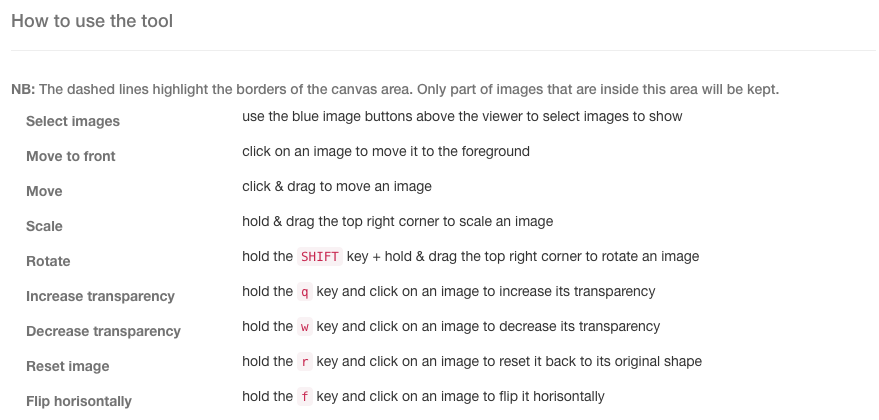 How to use the tool
NB: The dashed lines highlight the borders of the canvas area. Only part of images that are inside this area will be kept.
Select images use the blue image buttons above the viewer to select images to show
Move to front click on an image to move it to the foreground
Move click & drag to move an image
Scale hold & drag the top right corner to scale an image
Rotate hold the SHIFT key + hold & drag the top right corner to rotate an image
Increase transparency hold the q key and click on an image to increase its transparency
Decrease transparency hold the w key and click on an image to decrease its transparency
Reset image hold the r key and click on an image to reset it back to its original shape
Flip horisontally hold the f key and click on an image to flip it horisontally